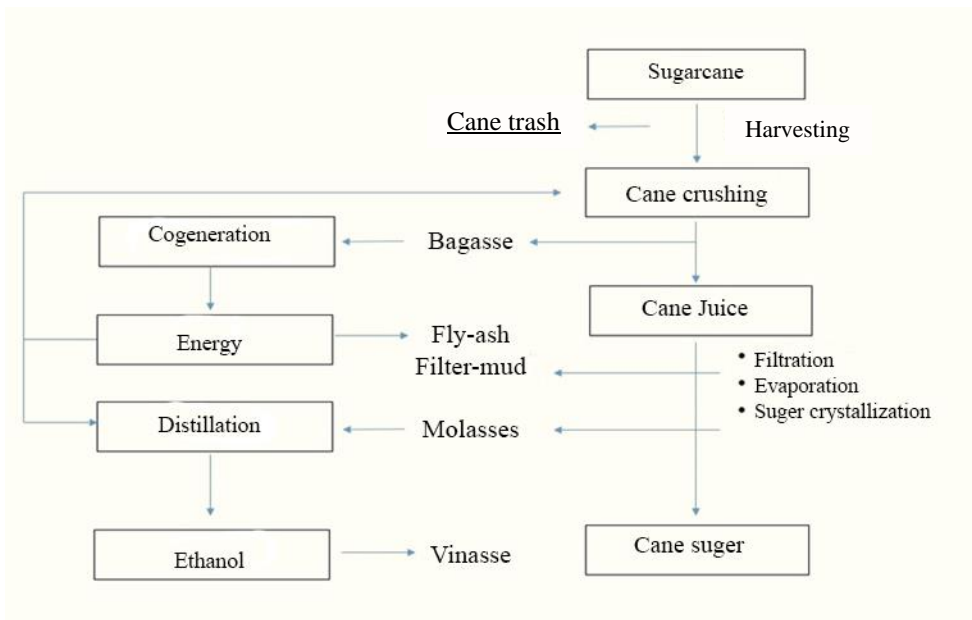 Sugarcane
Cane trash
Harvesting
Cane crushing
Cogeneration
Bagasse
Cane Juice
Energy
Fly-ash
Filter-mud
• Filtration
• Evaporation
• Suger crystallization
Distillation
Molasses
Ethanol
Vinasse
Cane suger